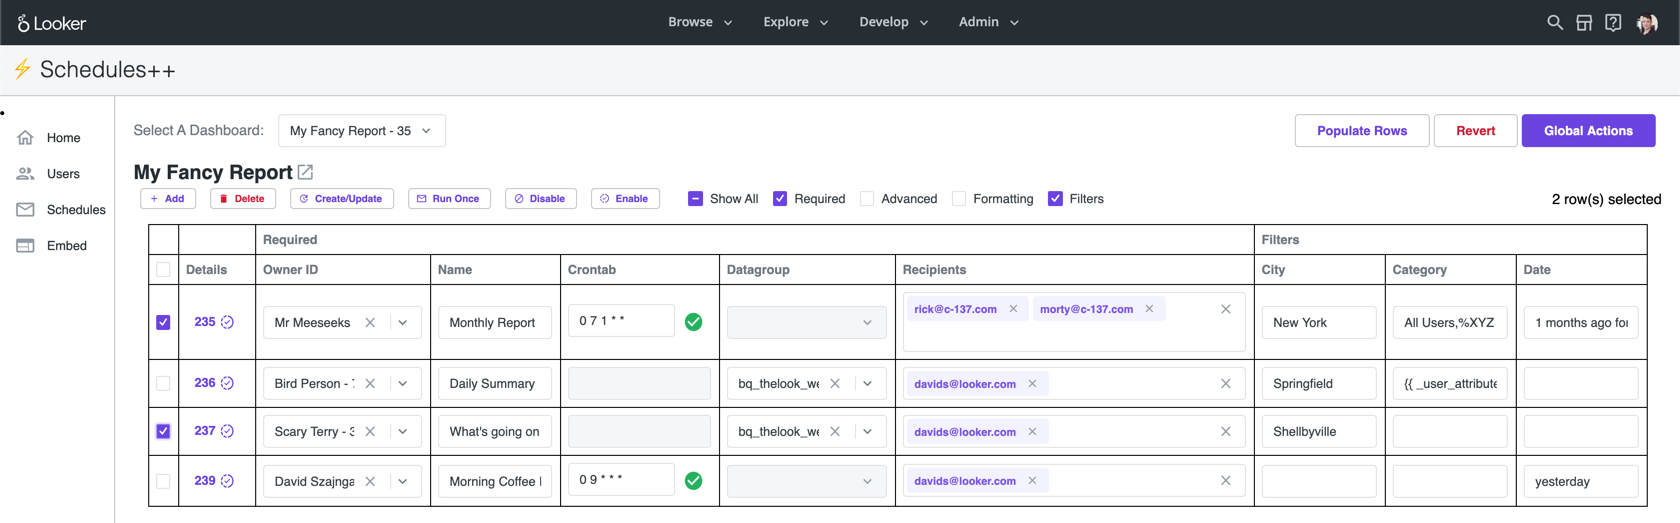 Looker Browse Explore Develop Admin
Schedules++
Home
Users
Schedules
Embed
Select A Dashboard: My Fancy Report - 35 Populate Rows Revert Global Actions
My Fancy Report
+ Add Delete Create/Update Run Once Disable Enable Show All Required Advanced Formatting Filters 2 row(s) selected
Required Filters
Details Owner ID Name Crontab Datagroup Recipients City Category Date
235 Mr Meeseeks Monthly Report 0 7 1 * * rick@c-137.com morty@c-137.com New York All Users,%XYZ 1 months ago for
236 Bird Person - Daily Summary bq_thelook_we davids@looker.com Springfield {{ _user_attribute
237 Scary Terry - 3 What's going on bq_thelook_we davids@looker.com Shellbyville
239 David Szajnga Morning Coffee 0 9 * * * davids@looker.com yesterday